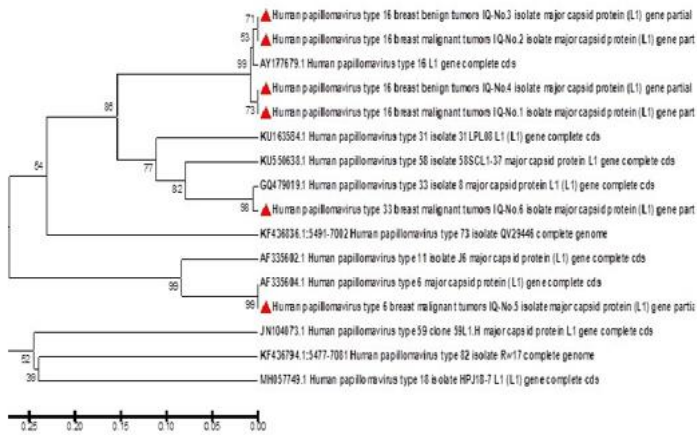 71
Human papillomavirus type 16 breast benign tumors IQ-No.3 isolate major capsid protein (L1) gene partial
53
Human papillomavirus type 16 breast malignant tumors IQ-No.2 isolate major capsid protein (L1) gene part
99
AY177679.1 Human papillomavirus type 16 L1 gene complete cds
Human papillomavirus type 16 breast benign tumors IQ-No.4 isolate major capsid protein (L1) gene partial
86
73
Human papillomavirus type 16 breast malignant tumors IQ-No.1 isolate major capsid protein (L1) gene part
KU163584.1 Human papillomavirus type 31 isolate 31LPL08 L1 (L1) gene complete cds
77
KU550638.1 Human papillomavirus type 58 isolate 58SCL1-37 major capsid protein L1 gene complete cds
64
82
GQ479019.1 Human papillomavirus type 33 isolate 8 major capsid protein L1 (L1) gene complete cds
98
Human papillomavirus type 33 breast malignant tumors IQ-No.6 isolate major capsid protein (L1) gene part
KF436836.1:5491-7002 Human papillomavirus type 73 isolate QV29446 complete genome
AF335602.1 Human papillomavirus type 11 isolate J6 major capsid protein (L1) gene complete cds
99
AF335604.1 Human papillomavirus type 6 major capsid protein (L1) gene complete cds
99
Human papillomavirus type 6 breast malignant tumors IQ-No.5 isolate major capsid protein (L1) gene partia
JN104073.1 Human papillomavirus type 59 clone 59L1.H major capsid protein L1 gene complete cds
53
KF436794.1:5477-7081 Human papillomavirus type 82 isolate Rw17 complete genome
39
MH057749.1 Human papillomavirus type 18 isolate HPJ18-7 L1 (L1) gene complete cds
0.25 0.20 0.15 0.10 0.05 0.00